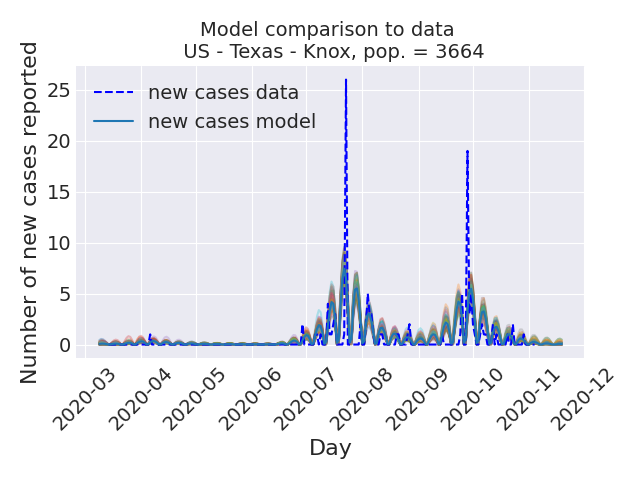 Model comparison to data
US - Texas - Knox, pop. = 3664
Number of new cases reported
25
20
15
10
5
0
new cases data
new cases model
2020-03
2020-04
2020-05
2020-06
2020-07
2020-08
2020-09
2020-10
2020-11
2020-12
Day